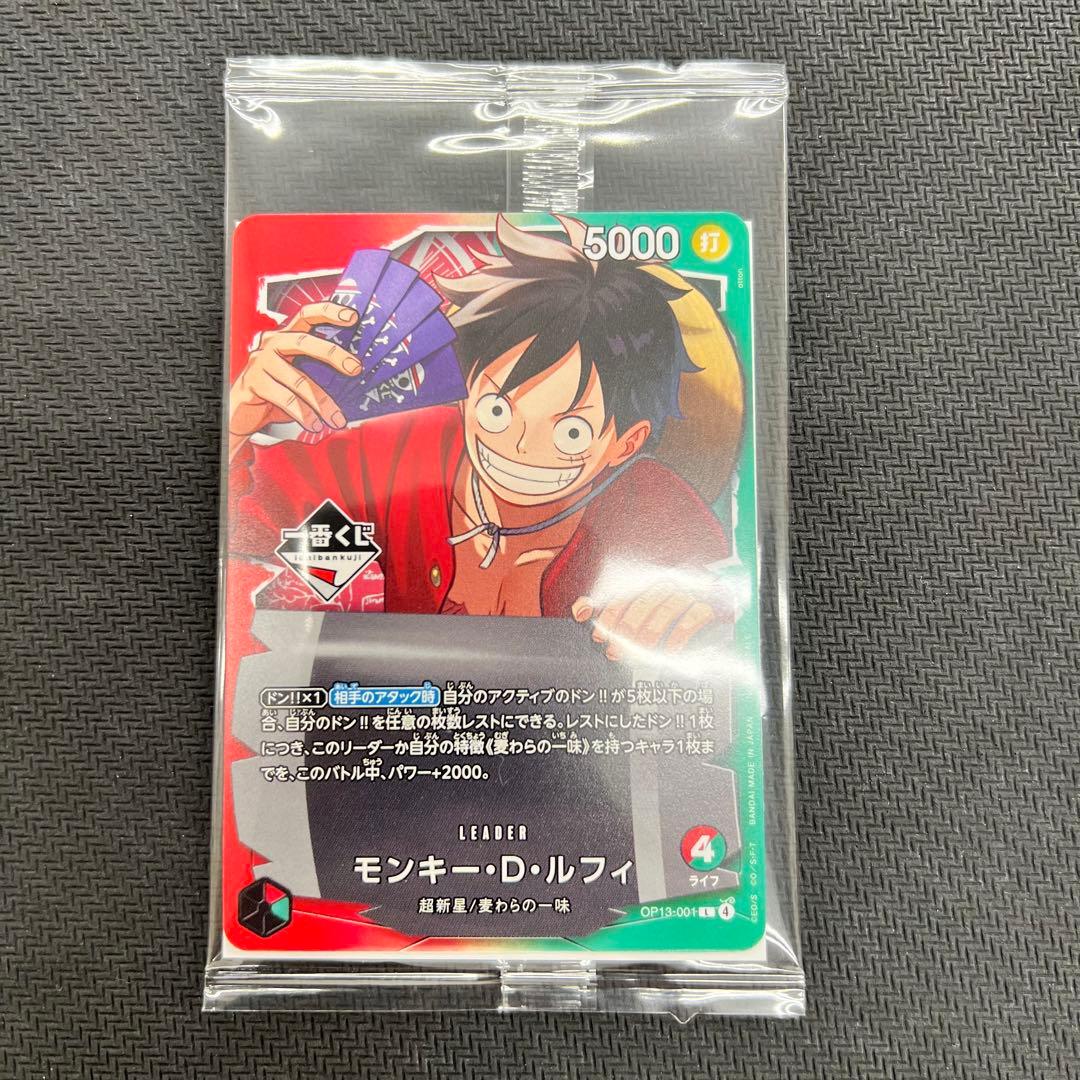 5000 打
一番くじ
ichibankuji
ドン!!×1 相手のアタック時 自分のアクティブのドン!!が5枚以下の場
合、自分のドン!!を任意の枚数レストにできる。レストにしたドン!!1枚
につき、このリーダーか自分の特徴《麦わらの一味》を持つキャラ1枚ま
でを、このバトル中、パワー+2000。
LEADER
モンキー・D・ルフィ
超新星/麦わらの一味
4
ライフ
OP13-001 L 4
©E.O/S ©O/S・F・T BANDAI MADE IN JAPAN